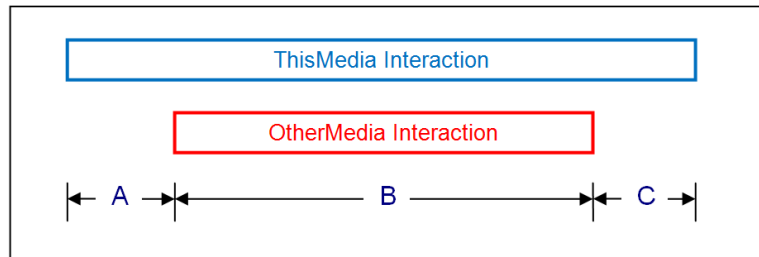 ThisMedia Interaction
OtherMedia Interaction
A B C